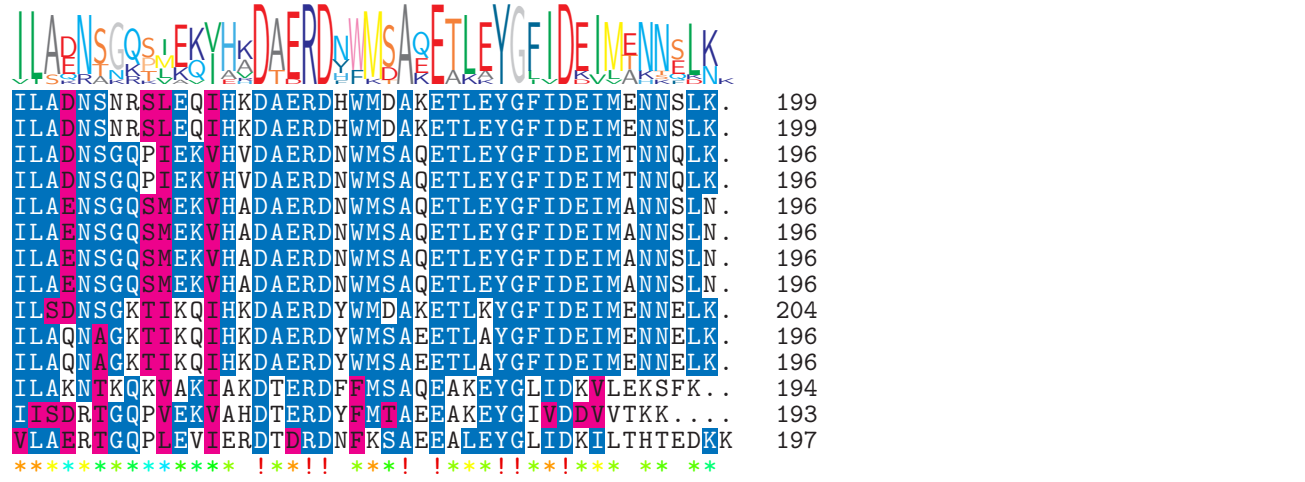 ILADNSGQSIEKVHKDAERDNWMSAQETLEYGFIDEIMENNSLK
ILADNSNRSLEQIHKDAERDHWMDAKETLEYGFIDEIMENNSLK. 199
ILADNSNRSLEQIHKDAERDHWMDAKETLEYGFIDEIMENNSLK. 199
ILADNSGQPIEKVHVDAERDNWMSAQETLEYGFIDEIMTNNQLK. 196
ILADNSGQPIEKVHVDAERDNWMSAQETLEYGFIDEIMTNNQLK. 196
ILAENSGQSMEKVHADAERDNWMSAQETLEYGFIDEIMANNSLN. 196
ILAENSGQSMEKVHADAERDNWMSAQETLEYGFIDEIMANNSLN. 196
ILAENSGQSMEKVHADAERDNWMSAQETLEYGFIDEIMANNSLN. 196
ILAENSGQSMEKVHADAERDNWMSAQETLEYGFIDEIMANNSLN. 196
ILSDNSGKTIKQIHKDAERDYWMDAKETLKYGFIDEIMENNELK. 204
ILAQNAGKTIKQIHKDAERDYWMSAEETLAYGFIDEIMENNELK. 196
ILAQNAGKTIKQIHKDAERDYWMSAEETLAYGFIDEIMENNELK. 196
ILAKNTKQKVAKIAKDTERDFFMSAQEAKEYGLIDKVLEKSFK.. 194
IISDRTGQPVEKVAHDTERDYFMTAEEAKEYGIVDDVVTKK.... 193
VLAERTGQPLEVIERDTDRDNFKSAEEALEYGLIDKILTHTEDKK 197
************** !**!! ***! !***!!**!*** ** **